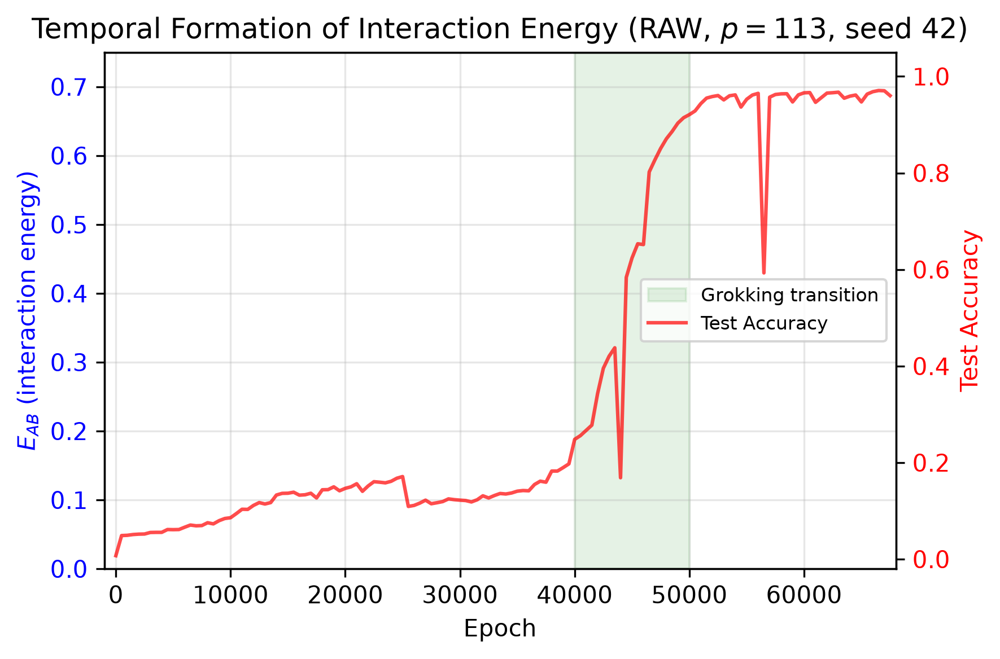 Temporal Formation of Interaction Energy (RAW, p = 113, seed 42)
E_AB (interaction energy)
0.7
0.6
0.5
0.4
0.3
0.2
0.1
0.0
1.0
0.8
0.6
0.4
0.2
0.0
Test Accuracy
Grokking transition
Test Accuracy
0 10000 20000 30000 40000 50000 60000
Epoch